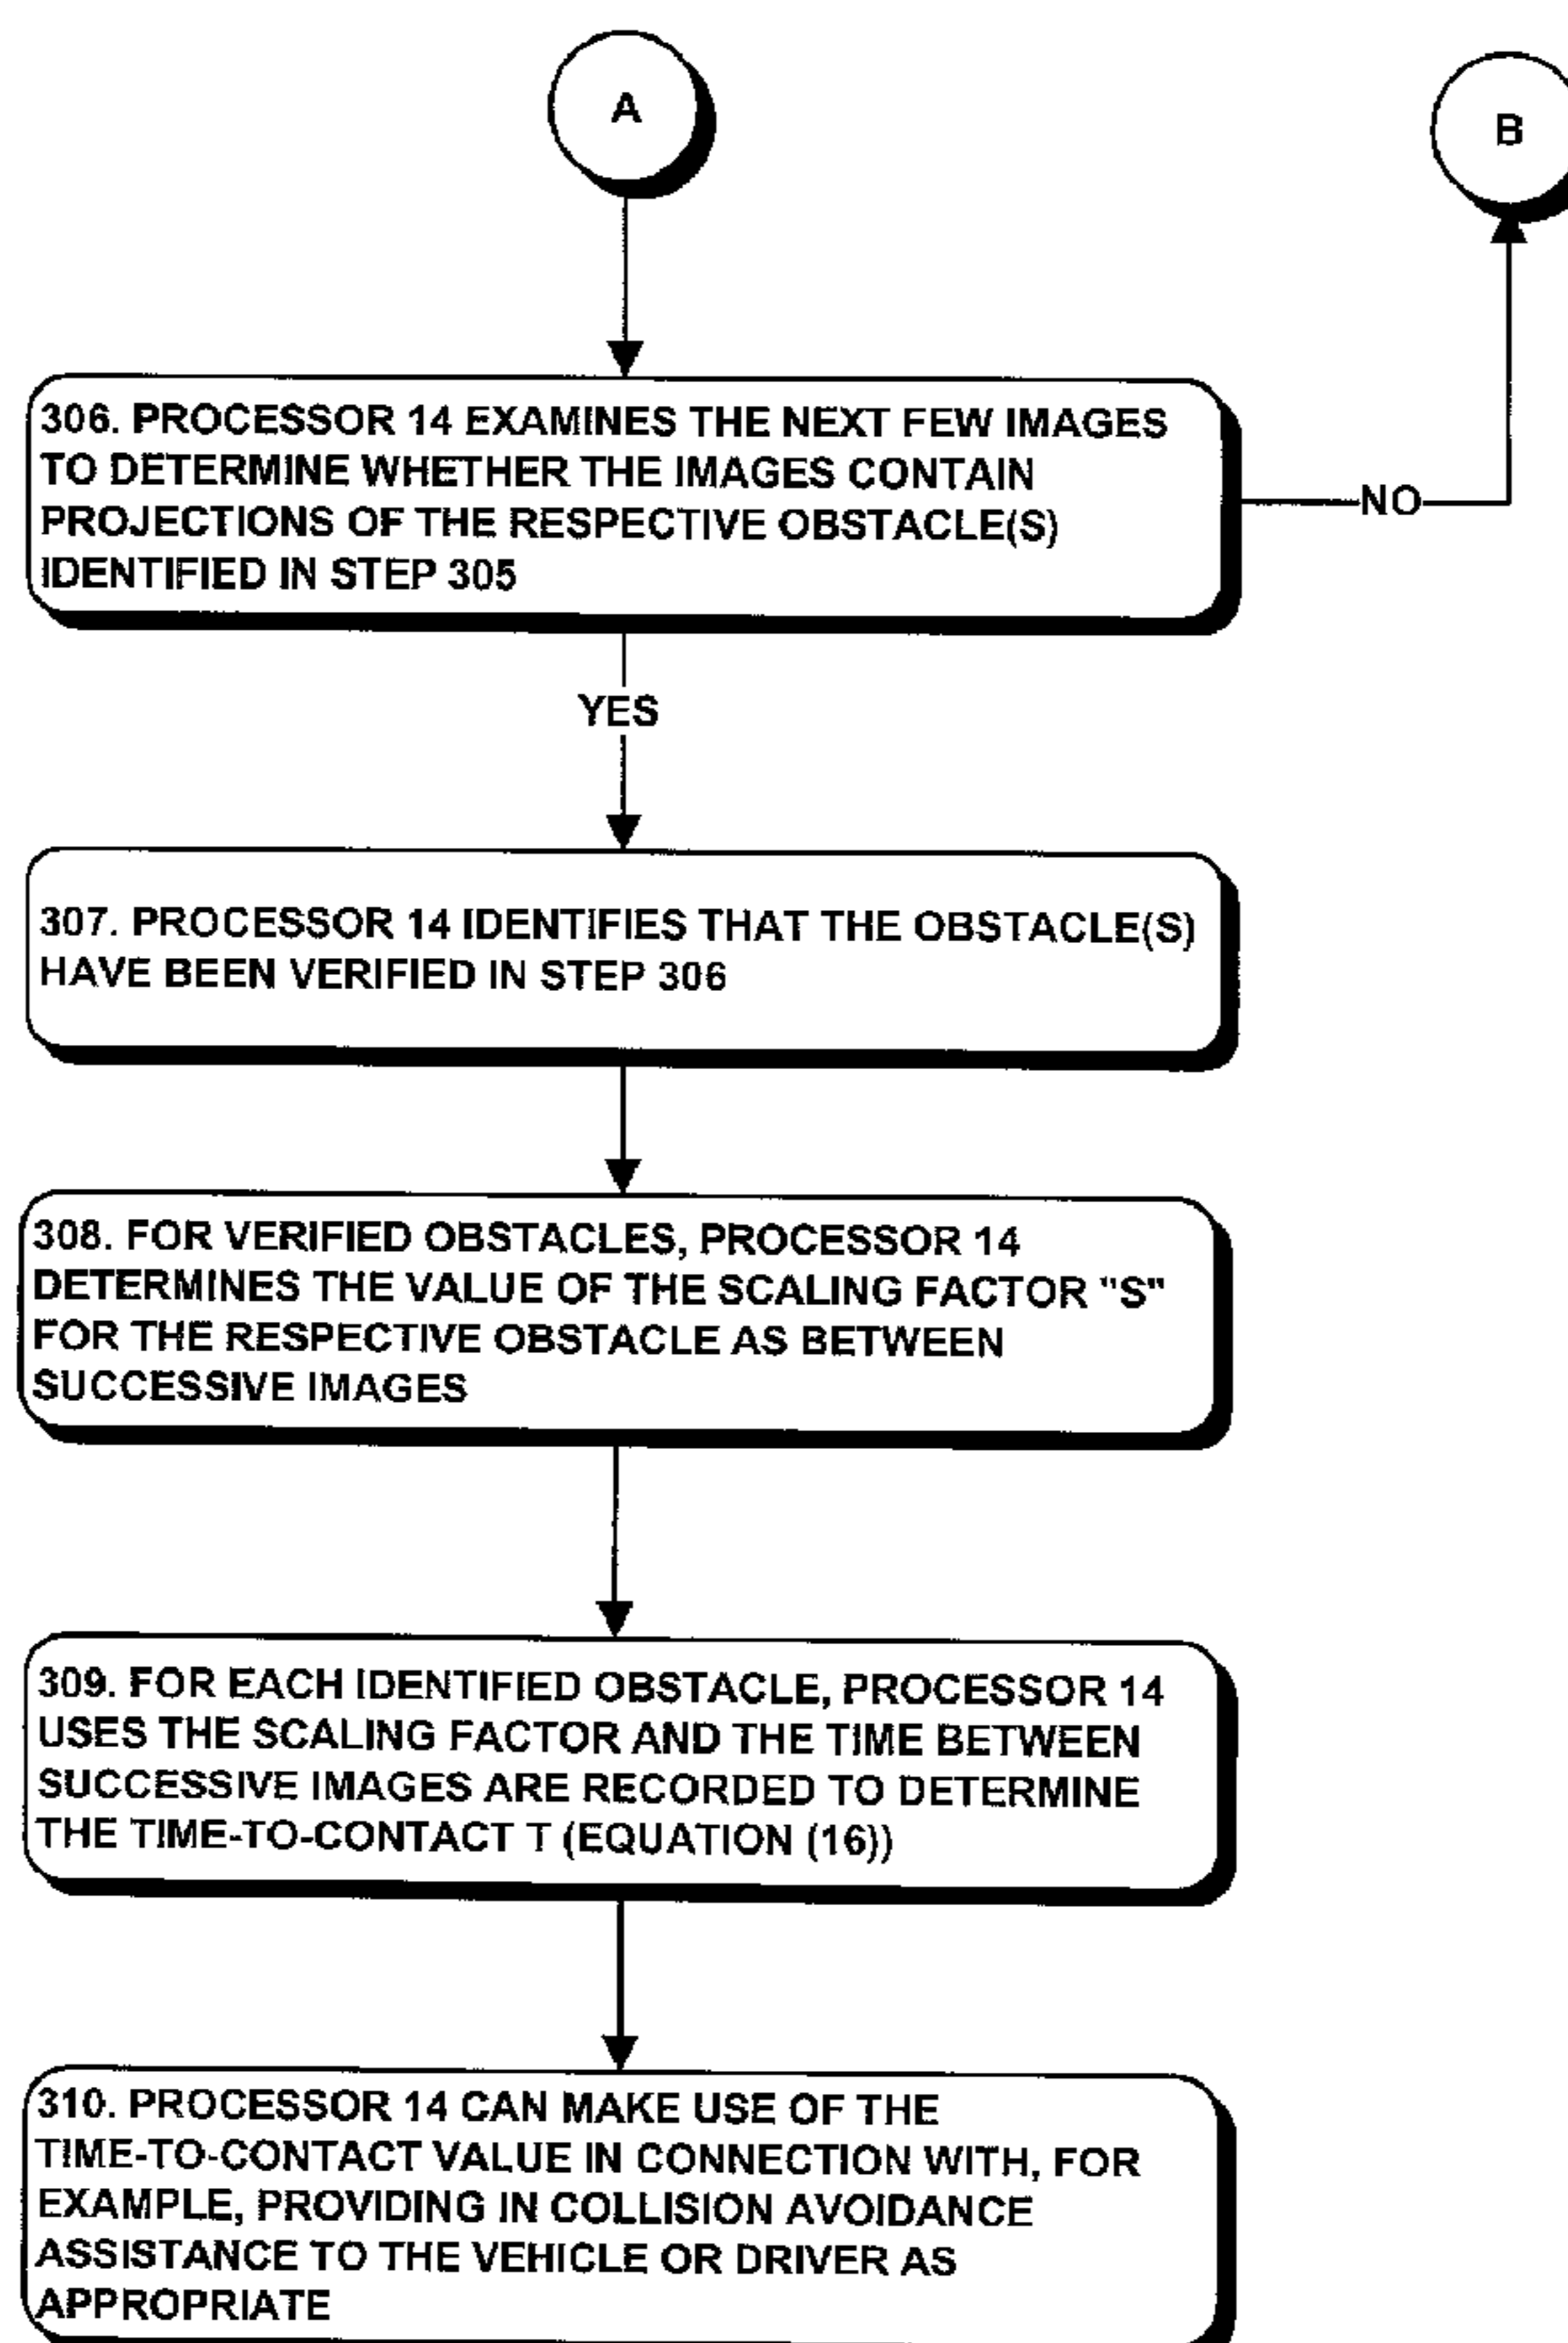 A
B
306. PROCESSOR 14 EXAMINES THE NEXT FEW IMAGES
TO DETERMINE WHETHER THE IMAGES CONTAIN
PROJECTIONS OF THE RESPECTIVE OBSTACLE(S)
IDENTIFIED IN STEP 305
NO
YES
307. PROCESSOR 14 IDENTIFIES THAT THE OBSTACLE(S)
HAVE BEEN VERIFIED IN STEP 306
308. FOR VERIFIED OBSTACLES, PROCESSOR 14
DETERMINES THE VALUE OF THE SCALING FACTOR "S"
FOR THE RESPECTIVE OBSTACLE AS BETWEEN
SUCCESSIVE IMAGES
309. FOR EACH IDENTIFIED OBSTACLE, PROCESSOR 14
USES THE SCALING FACTOR AND THE TIME BETWEEN
SUCCESSIVE IMAGES ARE RECORDED TO DETERMINE
THE TIME-TO-CONTACT T (EQUATION (16))
310. PROCESSOR 14 CAN MAKE USE OF THE
TIME-TO-CONTACT VALUE IN CONNECTION WITH, FOR
EXAMPLE, PROVIDING IN COLLISION AVOIDANCE
ASSISTANCE TO THE VEHICLE OR DRIVER AS
APPROPRIATE